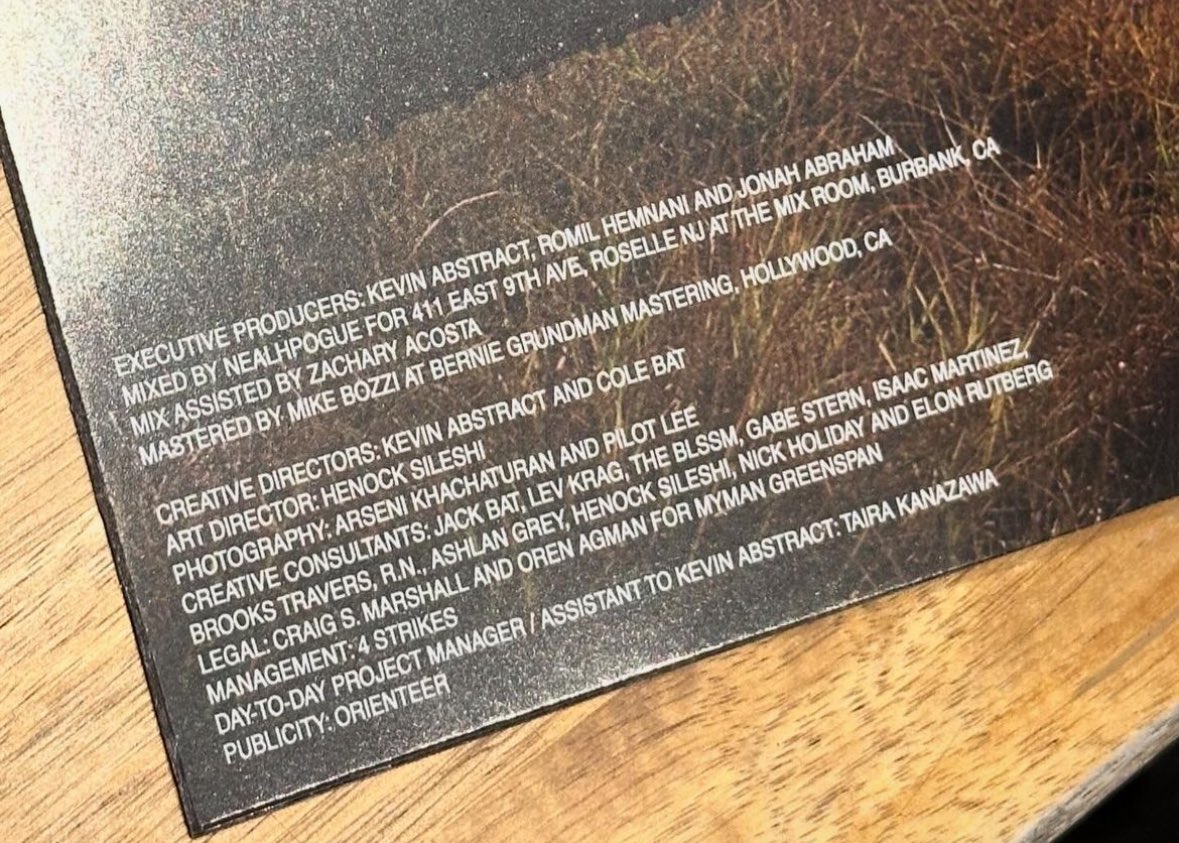 EXECUTIVE PRODUCERS: KEVIN ABSTRACT, ROMIL HEMNANI AND JONAH ABRAHAM
MIXED BY NEALHPOGUE FOR 411 EAST 9TH AVE, ROSELLE NJ AT THE MIX ROOM, BURBANK, CA
MIX ASSISTED BY ZACHARY ACOSTA
MASTERED BY MIKE BOZZI AT BERNIE GRUNDMAN MASTERING, HOLLYWOOD, CA
CREATIVE DIRECTORS: KEVIN ABSTRACT AND COLE BAT
ART DIRECTOR: HENOCK SILESHI
PHOTOGRAPHY: ARSENI KHACHATURAN AND PILOT LEE
CREATIVE CONSULTANTS: JACK BAT, LEV KRAG, THE BLSSM, GABE STERN, ISAAC MARTINEZ,
BROOKS TRAVERS, R.N., ASHLAN GREY, HENOCK SILESHI, NICK HOLIDAY AND ELON RUTBERG
LEGAL: CRAIG S. MARSHALL AND OREN AGMAN FOR MYMAN GREENSPAN
MANAGEMENT: 4 STRIKES
DAY-TO-DAY PROJECT MANAGER / ASSISTANT TO KEVIN ABSTRACT: TAIRA KANAZAWA
PUBLICITY: ORIENTEER